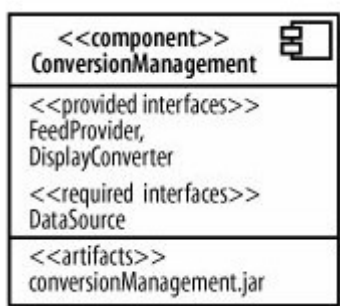 <<component>>
ConversionManagement
<<provided interfaces>>
FeedProvider,
DisplayConverter
<<required interfaces>>
DataSource
<<artifacts>>
conversionManagement.jar